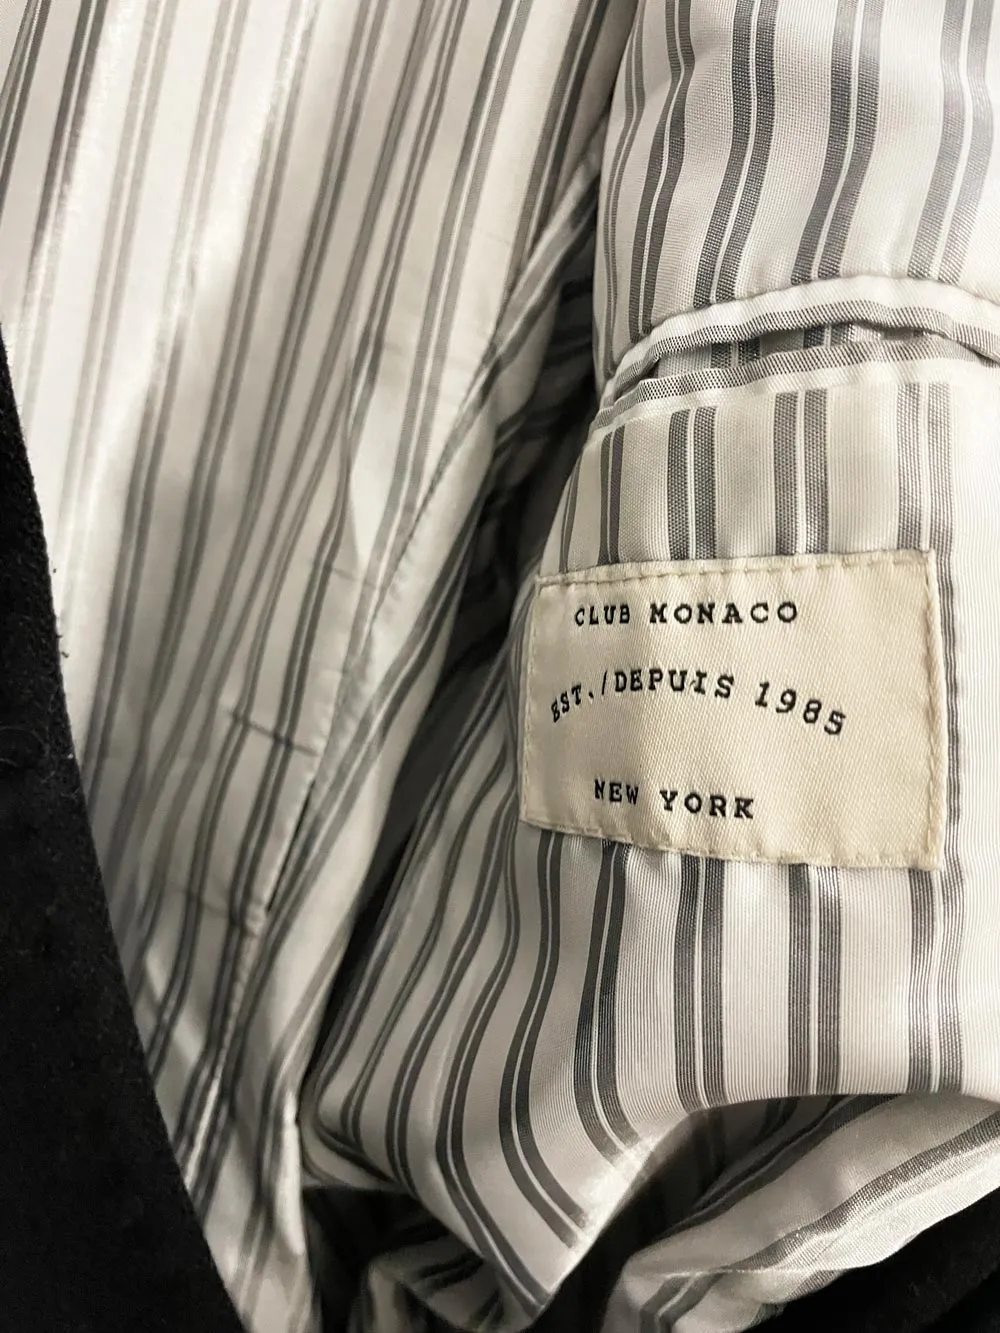 CLUB MONACO
EST./DEPUIS 1985
NEW YORK